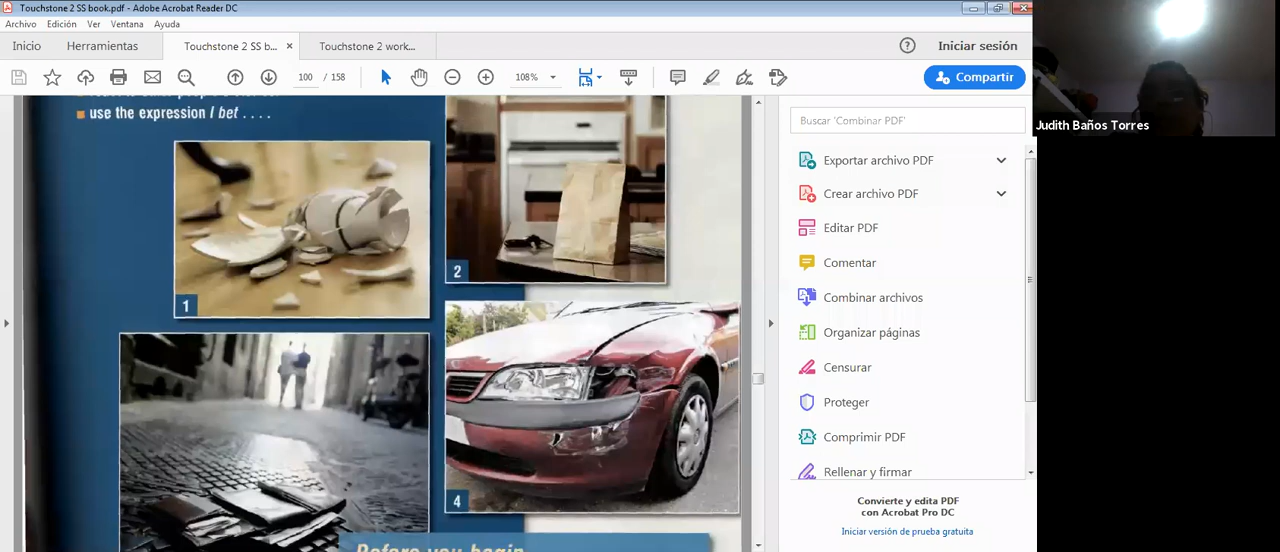 Touchstone 2 SS book.pdf - Adobe Acrobat Reader DC
Archivo Edición Ver Ventana Ayuda
Inicio Herramientas Touchstone 2 SS b... × Touchstone 2 work... Iniciar sesión
100 / 158 108% Compartir
use the expression I bet . . . .
1
2
4
Before you begin
Buscar 'Combinar PDF'
Exportar archivo PDF
Crear archivo PDF
Editar PDF
Comentar
Combinar archivos
Organizar páginas
Censurar
Proteger
Comprimir PDF
Rellenar y firmar
Convierte y edita PDF
con Acrobat Pro DC
Iniciar versión de prueba gratuita
Judith Baños Torres